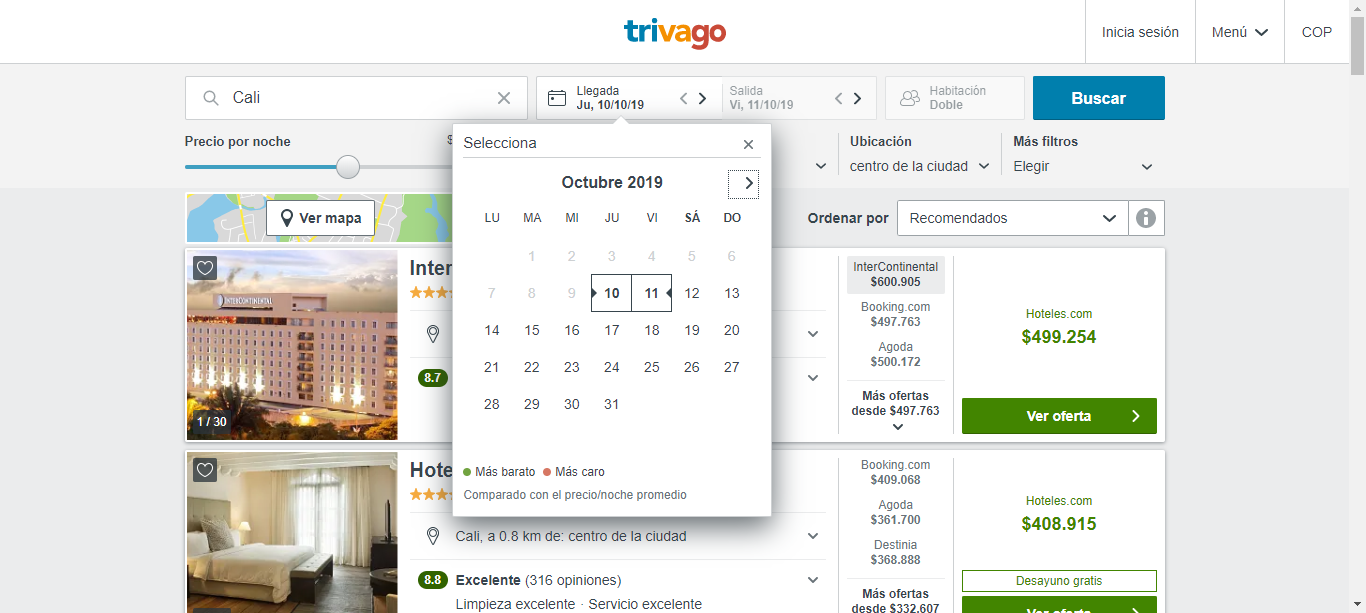 trivago
Inicia sesión
Menú
COP
Cali
Llegada
Ju, 10/10/19
Salida
Vi, 11/10/19
Habitación
Doble
Buscar
Precio por noche
$
Ubicación
centro de la ciudad
Más filtros
Elegir
Selecciona
Octubre 2019
LU MA MI JU VI SÁ DO
1 2 3 4 5 6
7 8 9 10 11 12 13
14 15 16 17 18 19 20
21 22 23 24 25 26 27
28 29 30 31
Más barato Más caro
Comparado con el precio/noche promedio
Ver mapa
Ordenar por
Recomendados
INTERCONTINENTAL
1 / 30
Inter
8.7
InterContinental
$600.905
Booking.com
$497.763
Agoda
$500.172
Más ofertas
desde $497.763
Hoteles.com
$499.254
Ver oferta
Hote
Cali, a 0.8 km de: centro de la ciudad
8.8 Excelente (316 opiniones)
Limpieza excelente · Servicio excelente
Booking.com
$409.068
Agoda
$361.700
Destinia
$368.888
Más ofertas
desde $332.607
Hoteles.com
$408.915
Desayuno gratis
Ver oferta